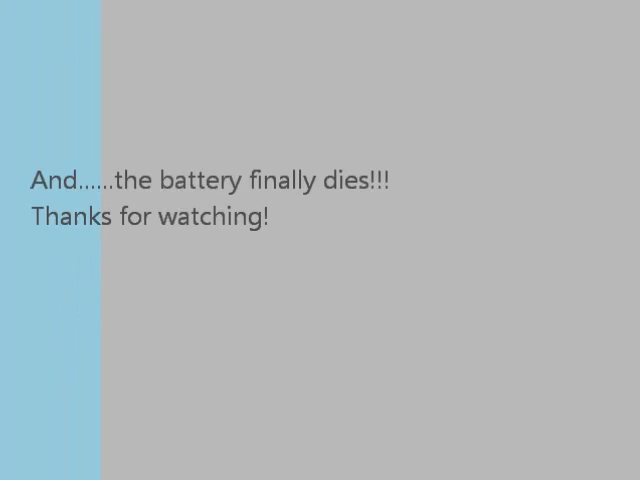 And......the battery finally dies!!!
Thanks for watching!